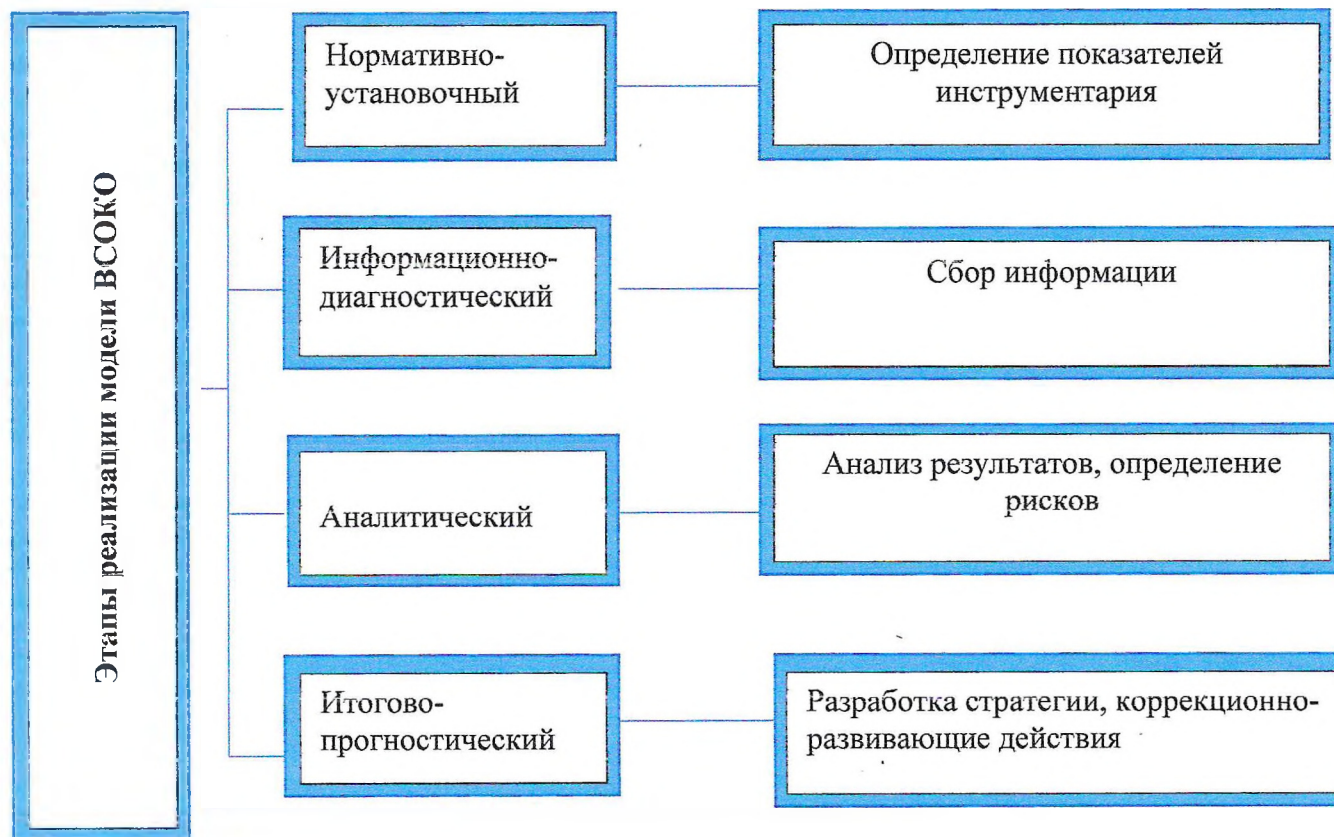 Этапы реализации модели ВСОКО
Нормативно-
установочный
Определение показателей
инструментария
Информационно-
диагностический
Сбор информации
Аналитический
Анализ результатов, определение
рисков
Итогово-
прогностический
Разработка стратегии, коррекционно-
развивающие действия